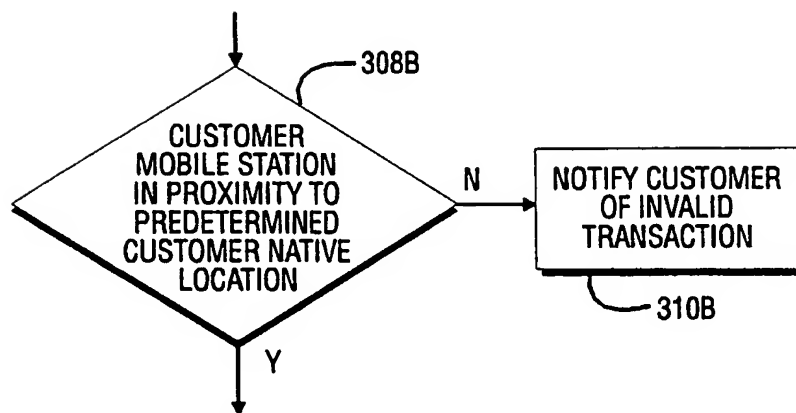 308B
CUSTOMER
MOBILE STATION
IN PROXIMITY TO
PREDETERMINED
CUSTOMER NATIVE
LOCATION
N
NOTIFY CUSTOMER
OF INVALID
TRANSACTION
310B
Y